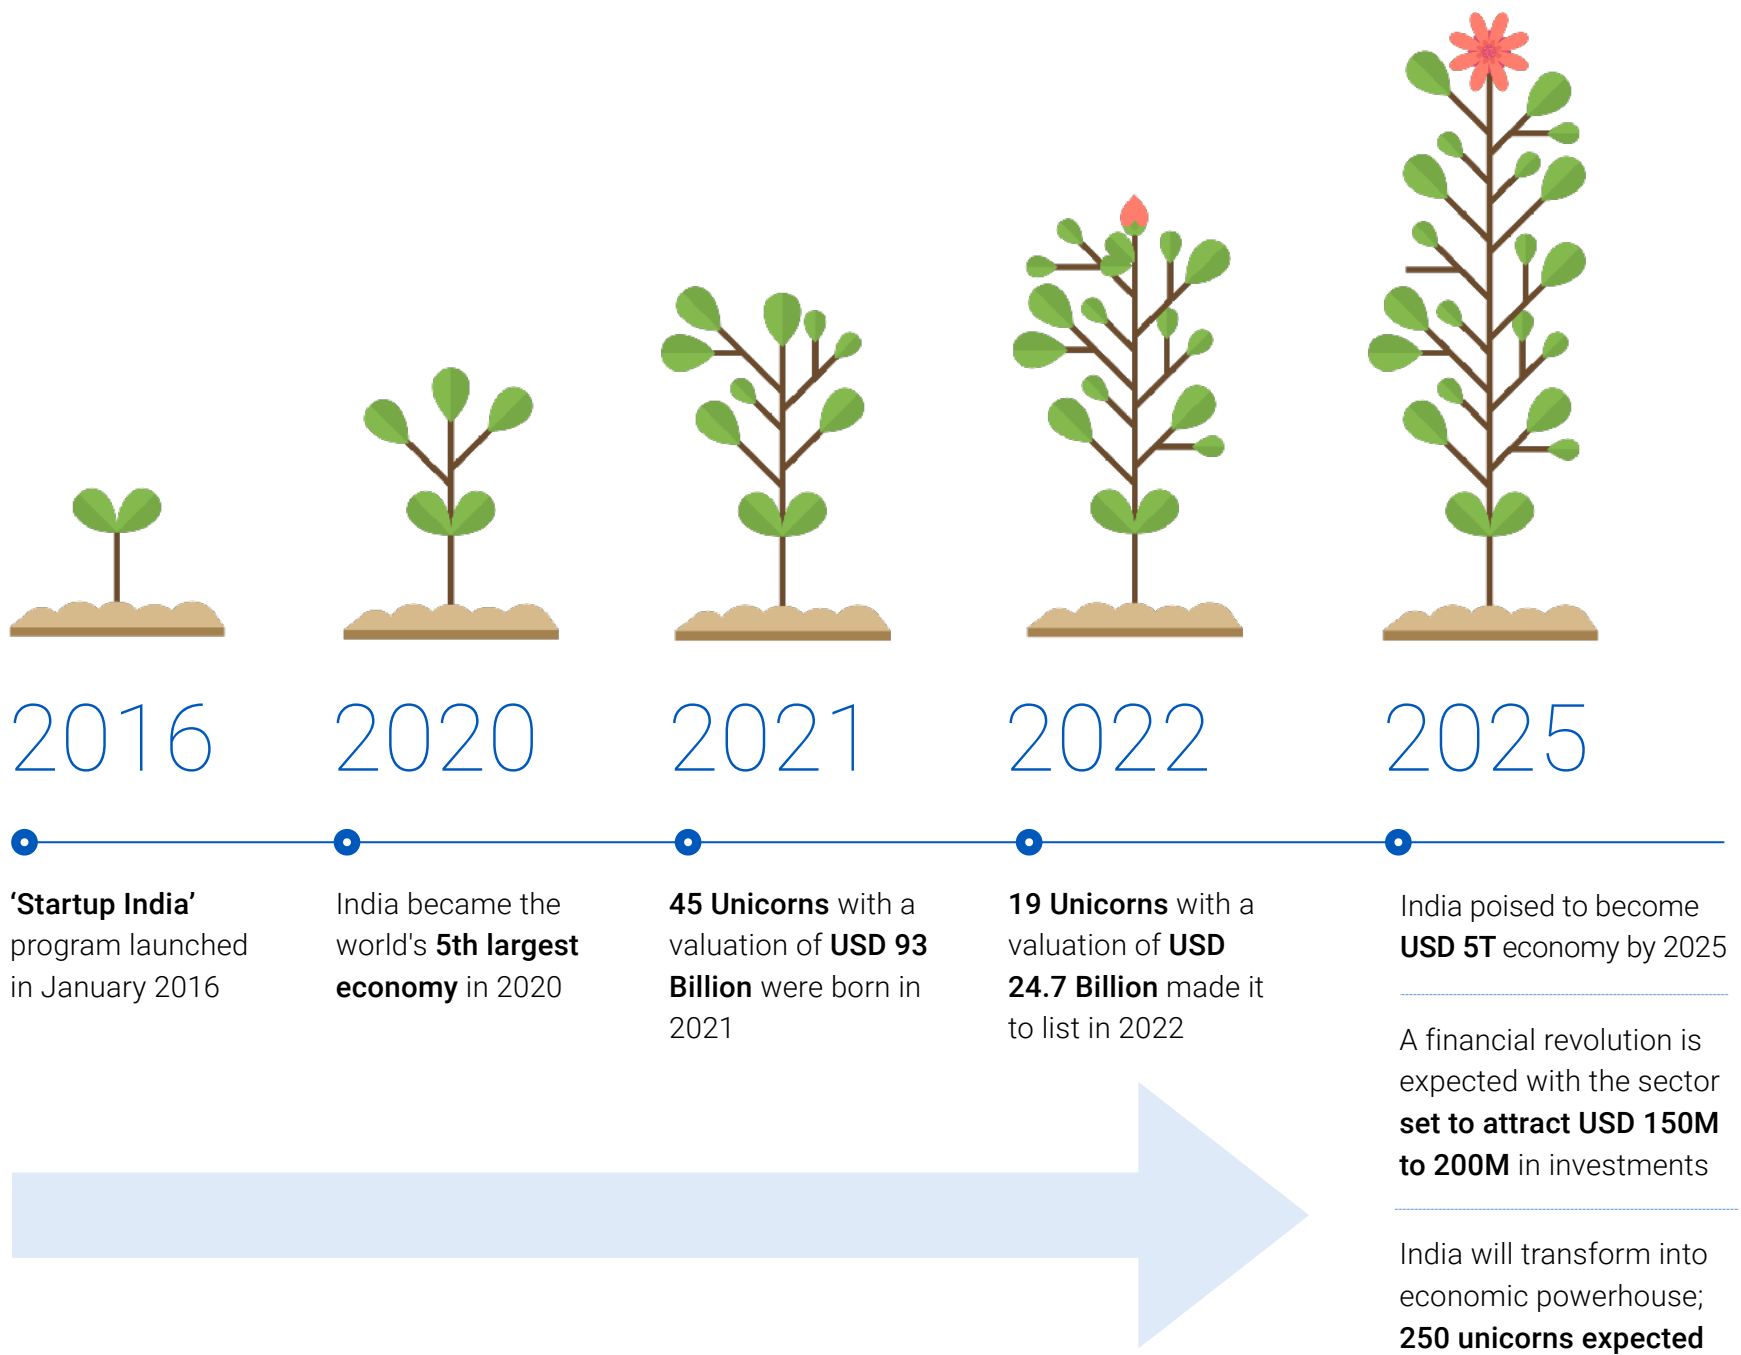 2016
2020
2021
2022
2025
‘Startup India’
program launched
in January 2016
India became the
world's 5th largest
economy in 2020
45 Unicorns with a
valuation of USD 93
Billion were born in
2021
19 Unicorns with a
valuation of USD
24.7 Billion made it
to list in 2022
India poised to become
USD 5T economy by 2025
A financial revolution is
expected with the sector
set to attract USD 150M
to 200M in investments
India will transform into
economic powerhouse;
250 unicorns expected